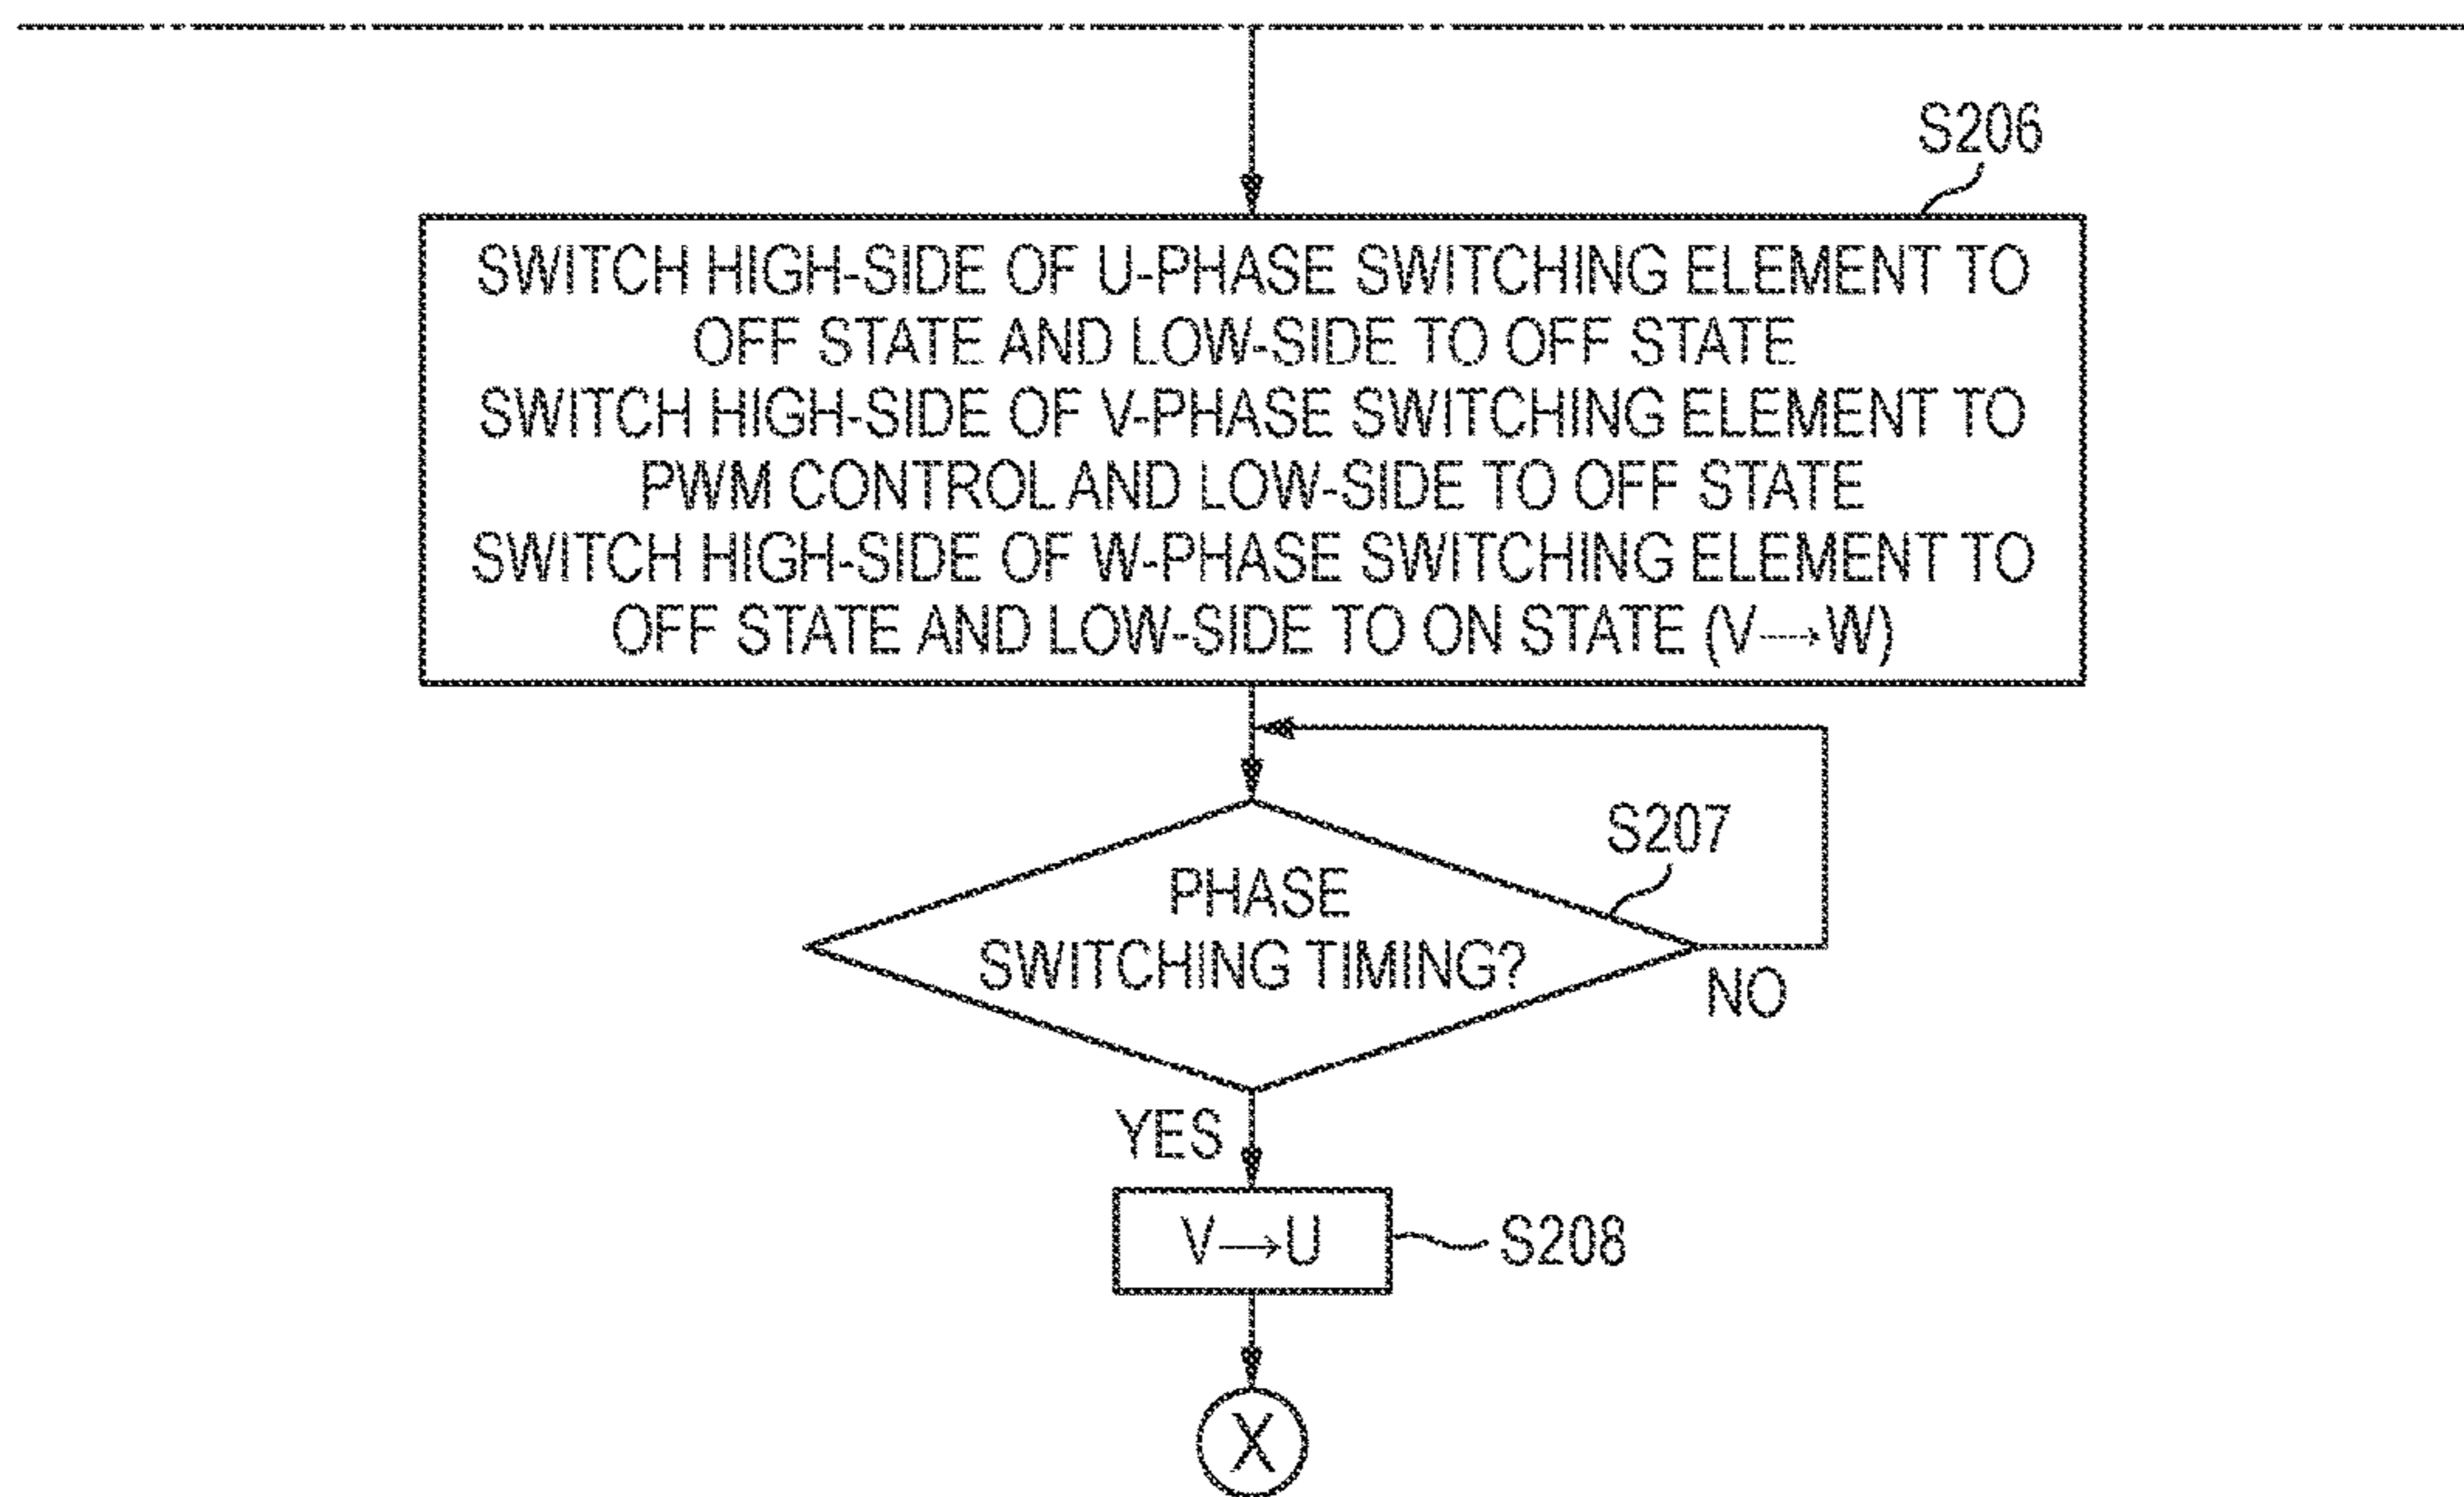 S206
SWITCH HIGH-SIDE OF U-PHASE SWITCHING ELEMENT TO
OFF STATE AND LOW-SIDE TO OFF STATE
SWITCH HIGH-SIDE OF V-PHASE SWITCHING ELEMENT TO
PWM CONTROL AND LOW-SIDE TO OFF STATE
SWITCH HIGH-SIDE OF W-PHASE SWITCHING ELEMENT TO
OFF STATE AND LOW-SIDE TO ON STATE (V→W)
S207
PHASE
SWITCHING TIMING?
NO
YES
V→U
S208
X